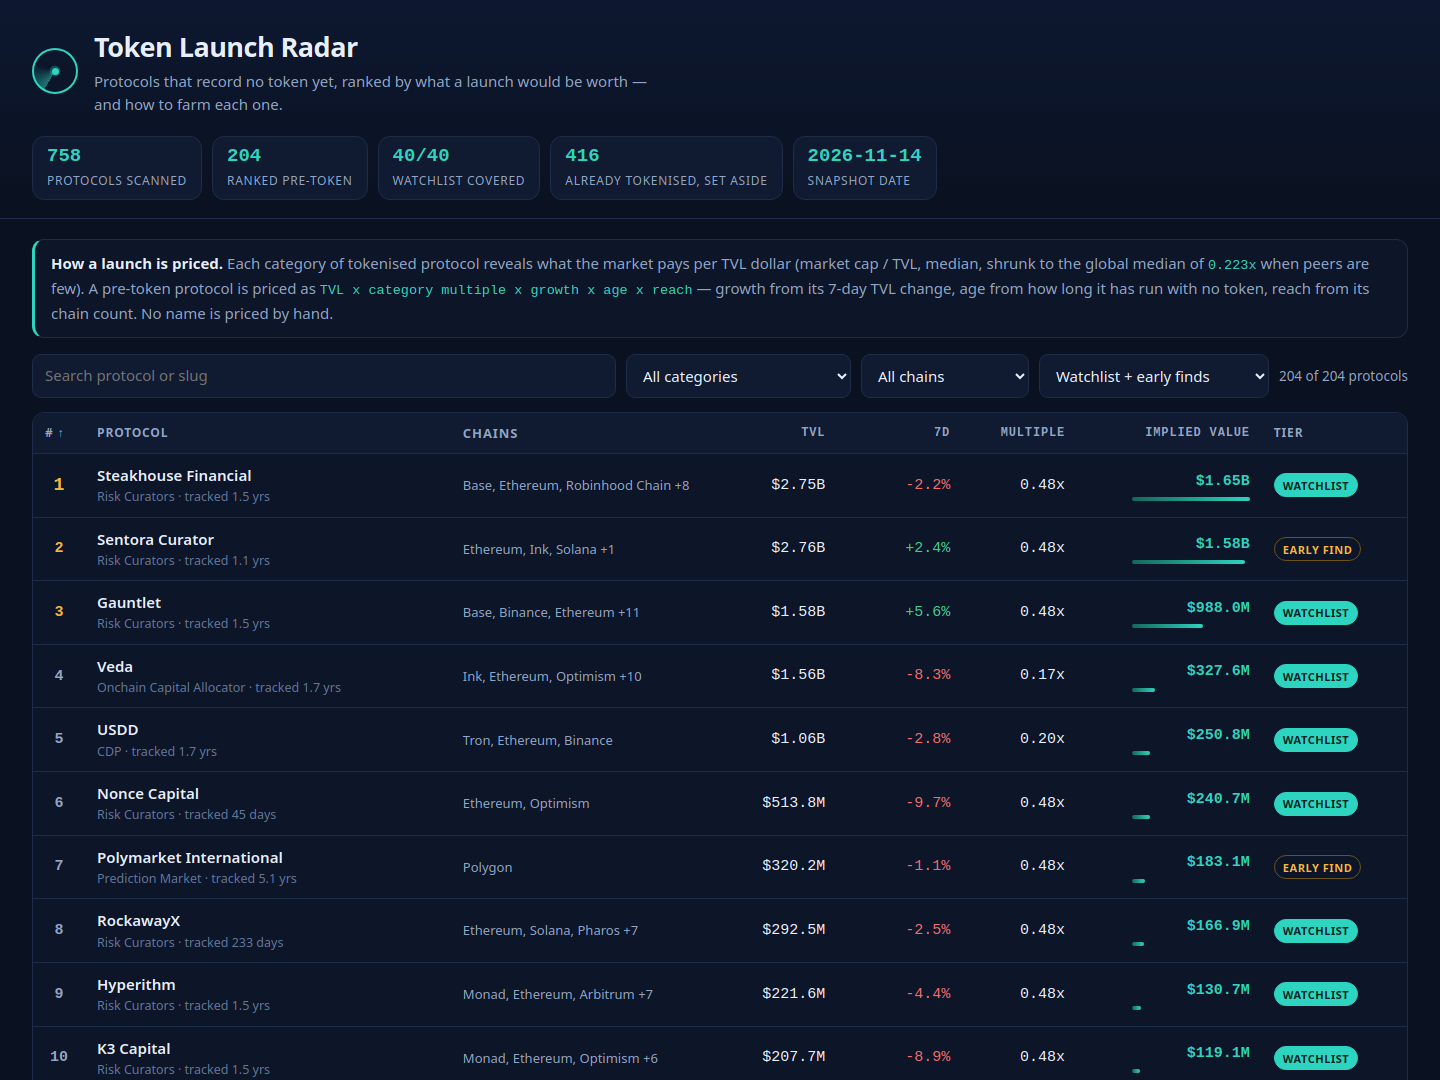 Token Launch Radar
Protocols that record no token yet, ranked by what a launch would be worth —
and how to farm each one.
758
PROTOCOLS SCANNED
204
RANKED PRE-TOKEN
40/40
WATCHLIST COVERED
416
ALREADY TOKENISED, SET ASIDE
2026-11-14
SNAPSHOT DATE
How a launch is priced. Each category of tokenised protocol reveals what the market pays per TVL dollar (market cap / TVL, median, shrunk to the global median of 0.223x when peers are
few). A pre-token protocol is priced as TVL x category multiple x growth x age x reach — growth from its 7-day TVL change, age from how long it has run with no token, reach from its
chain count. No name is priced by hand.
Search protocol or slug
All categories
All chains
Watchlist + early finds
204 of 204 protocols
# ↑ PROTOCOL CHAINS TVL 7D MULTIPLE IMPLIED VALUE TIER
1 Steakhouse Financial Base, Ethereum, Robinhood Chain +8 $2.75B -2.2% 0.48x $1.65B WATCHLIST
Risk Curators · tracked 1.5 yrs
2 Sentora Curator Ethereum, Ink, Solana +1 $2.76B +2.4% 0.48x $1.58B EARLY FIND
Risk Curators · tracked 1.1 yrs
3 Gauntlet Base, Binance, Ethereum +11 $1.58B +5.6% 0.48x $988.0M WATCHLIST
Risk Curators · tracked 1.5 yrs
4 Veda Ink, Ethereum, Optimism +10 $1.56B -8.3% 0.17x $327.6M WATCHLIST
Onchain Capital Allocator · tracked 1.7 yrs
5 USDD Tron, Ethereum, Binance $1.06B -2.8% 0.20x $250.8M WATCHLIST
CDP · tracked 1.7 yrs
6 Nonce Capital Ethereum, Optimism $513.8M -9.7% 0.48x $240.7M WATCHLIST
Risk Curators · tracked 45 days
7 Polymarket International Polygon $320.2M -1.1% 0.48x $183.1M EARLY FIND
Prediction Market · tracked 5.1 yrs
8 RockawayX Ethereum, Solana, Pharos +7 $292.5M -2.5% 0.48x $166.9M WATCHLIST
Risk Curators · tracked 233 days
9 Hyperithm Monad, Ethereum, Arbitrum +7 $221.6M -4.4% 0.48x $130.7M WATCHLIST
Risk Curators · tracked 1.5 yrs
10 K3 Capital Monad, Ethereum, Optimism +6 $207.7M -8.9% 0.48x $119.1M WATCHLIST
Risk Curators · tracked 1.5 yrs